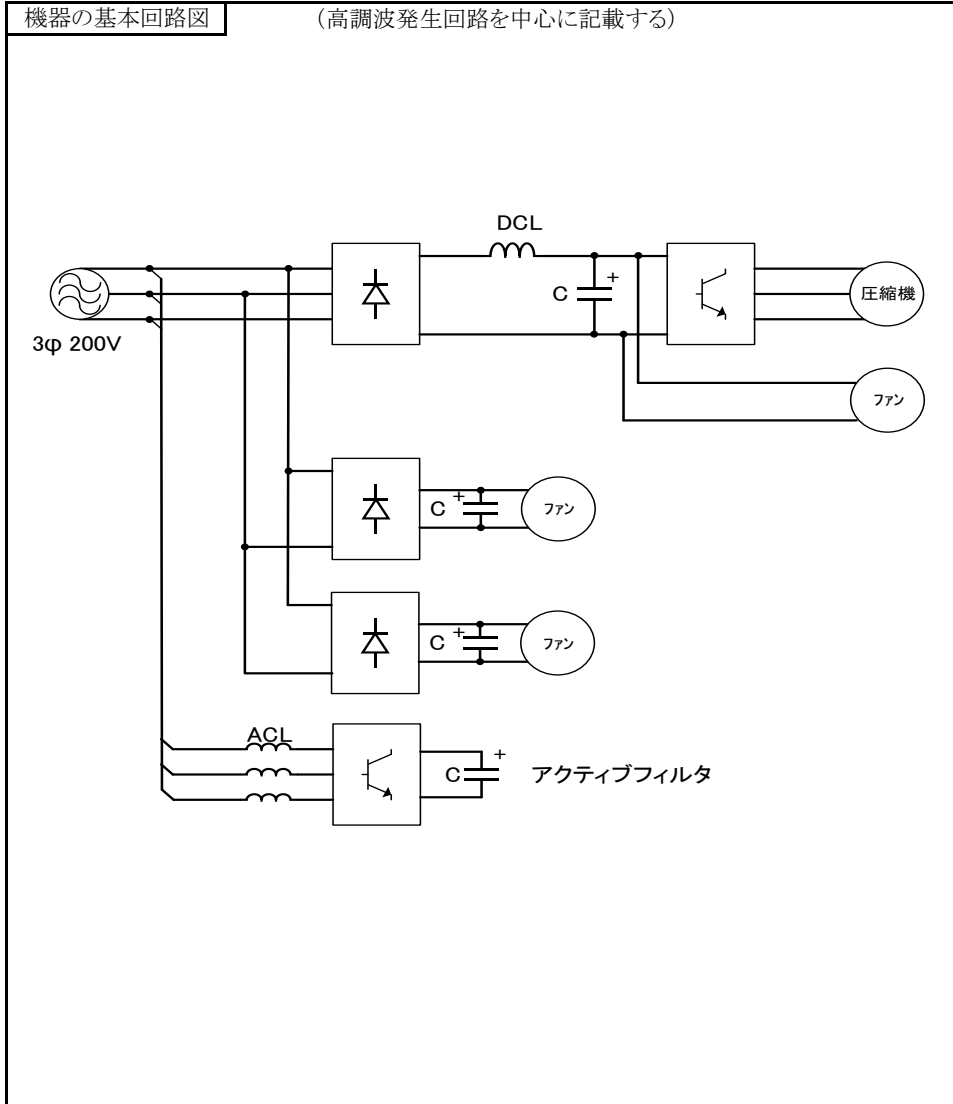 機器の基本回路図
(高調波発生回路を中心に記載する)
DCL
C
+
圧縮機
3φ 200V
ファン
C
+
ファン
C
+
ファン
ACL
C
+
アクティブフィルタ